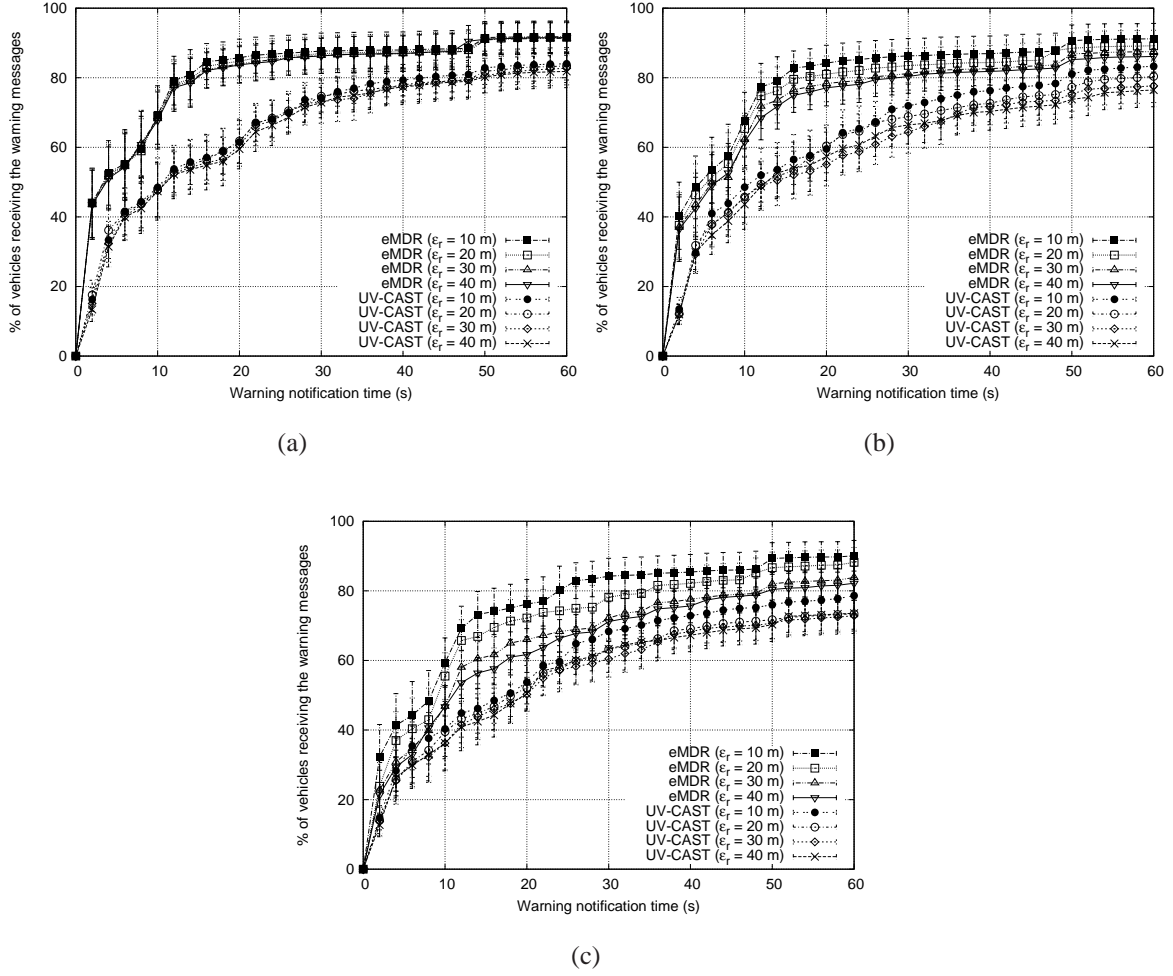 100
80
60
40
20
0
% of vehicles receiving the warning messages
eMDR (εr = 10 m)
eMDR (εr = 20 m)
eMDR (εr = 30 m)
eMDR (εr = 40 m)
UV-CAST (εr = 10 m)
UV-CAST (εr = 20 m)
UV-CAST (εr = 30 m)
UV-CAST (εr = 40 m)
0 10 20 30 40 50 60
Warning notification time (s)
(a)
100
80
60
40
20
0
% of vehicles receiving the warning messages
eMDR (εr = 10 m)
eMDR (εr = 20 m)
eMDR (εr = 30 m)
eMDR (εr = 40 m)
UV-CAST (εr = 10 m)
UV-CAST (εr = 20 m)
UV-CAST (εr = 30 m)
UV-CAST (εr = 40 m)
0 10 20 30 40 50 60
Warning notification time (s)
(b)
100
80
60
40
20
0
% of vehicles receiving the warning messages
eMDR (εr = 10 m)
eMDR (εr = 20 m)
eMDR (εr = 30 m)
eMDR (εr = 40 m)
UV-CAST (εr = 10 m)
UV-CAST (εr = 20 m)
UV-CAST (εr = 30 m)
UV-CAST (εr = 40 m)
0 10 20 30 40 50 60
Warning notification time (s)
(c)